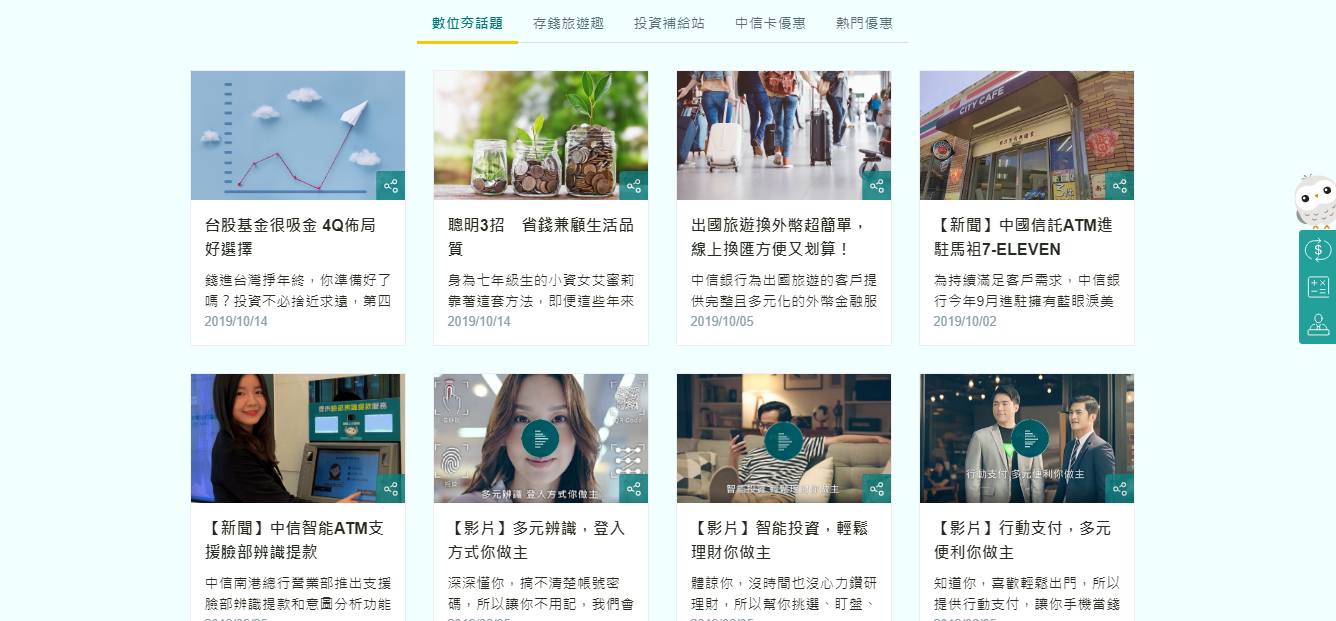 數位夯話題 存錢旅遊趣 投資補給站 中信卡優惠 熱門優惠
CITY CAFE
台股基金很吸金 4Q佈局
好選擇
錢進台灣掙年終，你準備好了
嗎？投資不必捨近求遠，第四
2019/10/14
聰明3招　省錢兼顧生活品
質
身為七年級生的小資女艾蜜莉
靠著這套方法，即便這些年來
2019/10/14
出國旅遊換外幣超簡單，
線上換匯方便又划算！
中信銀行為出國旅遊的客戶提
供完整且多元化的外幣金融服
2019/10/05
【新聞】中國信託ATM進
駐馬祖7-ELEVEN
為持續滿足客戶需求，中信銀
行今年9月進駐擁有藍眼淚美
2019/10/02
提供臉部辨識提款服務
【新聞】中信智能ATM支
援臉部辨識提款
中信南港總行營業部推出支援
臉部辨識提款和意圖分析功能
QR Code
多元辨識 登入方式你做主
【影片】多元辨識，登入
方式你做主
深深懂你，搞不清楚帳號密
碼，所以讓你不用記，我們會
智能投資 輕鬆理財你做主
【影片】智能投資，輕鬆
理財你做主
體諒你，沒時間也沒心力鑽研
理財，所以幫你挑選、盯盤、
行動支付 多元便利你做主
【影片】行動支付，多元
便利你做主
知道你，喜歡輕鬆出門，所以
提供行動支付，讓你手機當錢